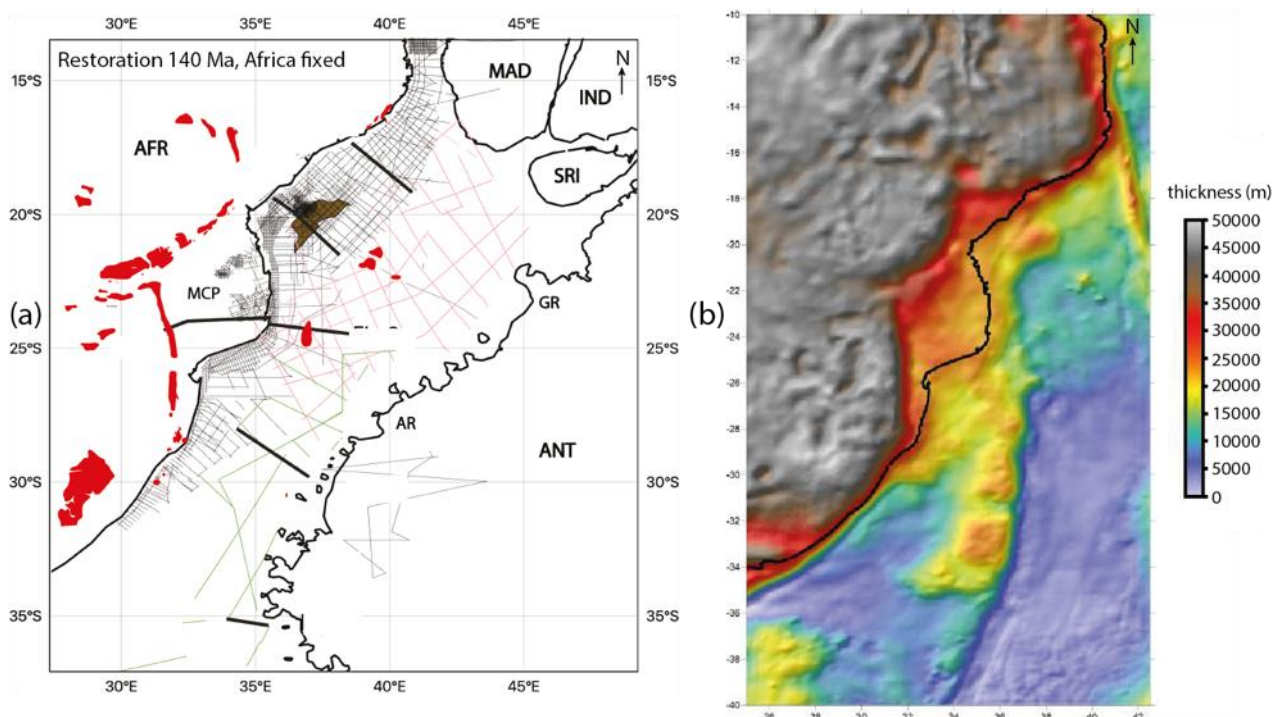 30°E 35°E 40°E 45°E
Restoration 140 Ma, Africa fixed
N
15°S 15°S
MAD
IND
AFR
SRI
20°S 20°S
MCP
GR
(a)
25°S 25°S
AR
ANT
30°S 30°S
35°S 35°S
30°E 35°E 40°E 45°E
(b)
N
-10
-12
-14
-16
-18
-20
-22
-24
-26
-28
-30
-32
-34
-36
-38
-40
thickness (m)
50000
45000
40000
35000
30000
25000
20000
15000
10000
5000
0